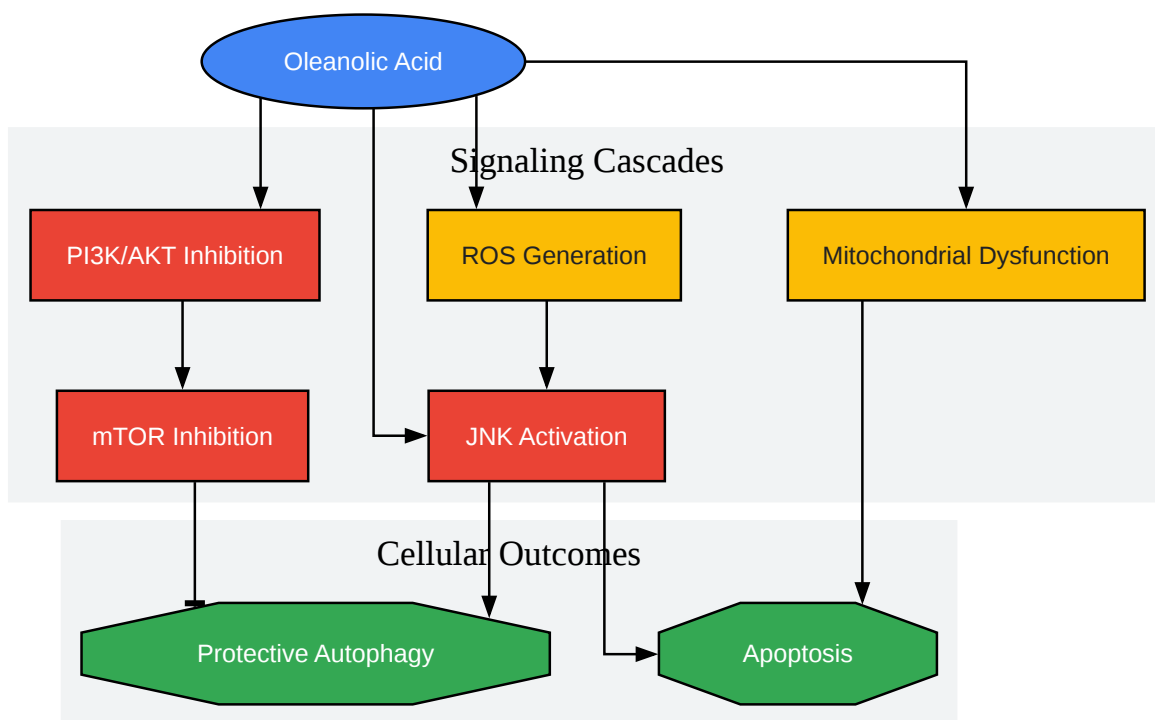 Oleanolic Acid
Signaling Cascades
PI3K/AKT Inhibition
ROS Generation
Mitochondrial Dysfunction
mTOR Inhibition
JNK Activation
Cellular Outcomes
Protective Autophagy
Apoptosis